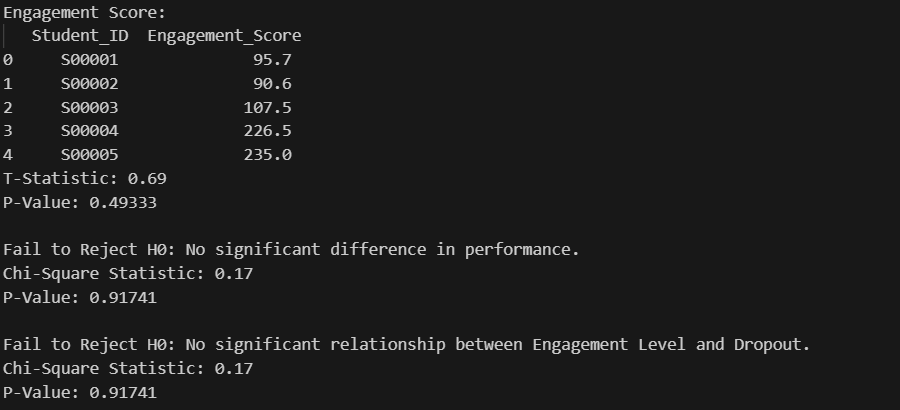 Engagement Score:
Student_ID  Engagement_Score
0     S00001              95.7
1     S00002              90.6
2     S00003             107.5
3     S00004             226.5
4     S00005             235.0
T-Statistic: 0.69
P-Value: 0.49333
Fail to Reject H0: No significant difference in performance.
Chi-Square Statistic: 0.17
P-Value: 0.91741
Fail to Reject H0: No significant relationship between Engagement Level and Dropout.
Chi-Square Statistic: 0.17
P-Value: 0.91741